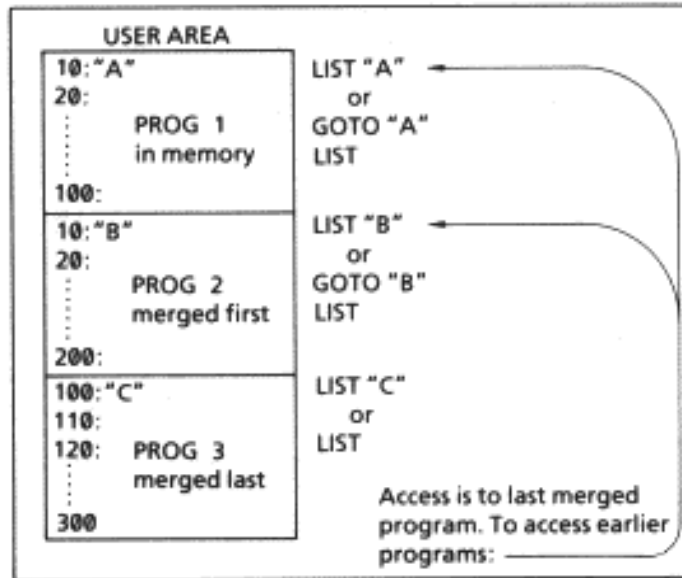 USER AREA
10:"A"
20:
PROG 1
in memory
100:
LIST "A"
or
GOTO "A"
LIST
10:"B"
20:
PROG 2
merged first
200:
LIST "B"
or
GOTO "B"
LIST
100:"C"
110:
120: PROG 3
merged last
300
LIST "C"
or
LIST
Access is to last merged
program. To access earlier
programs: